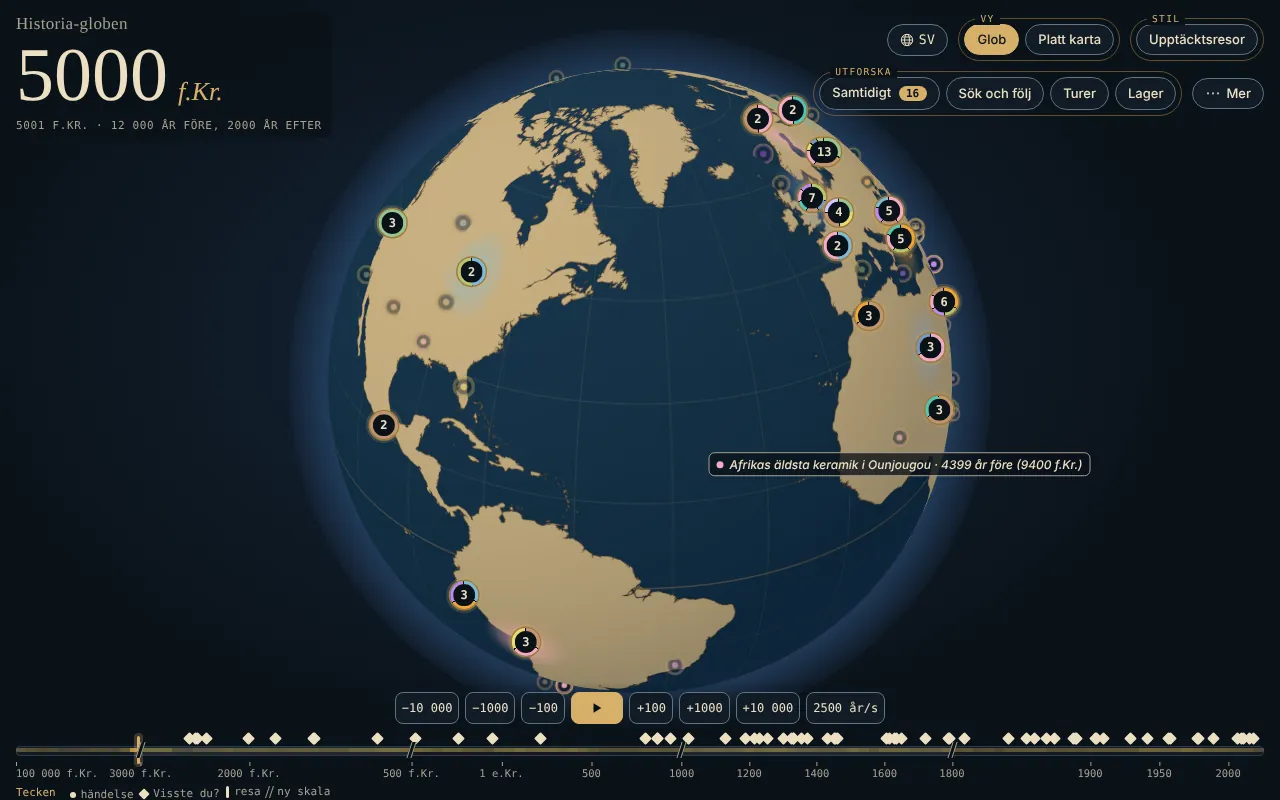 Historia-globen
5000 f.Kr.
5001 F.KR. · 12 000 ÅR FÖRE, 2000 ÅR EFTER
SV
VY
Glob
Platt karta
STIL
Upptäcktsresor
UTFORSKA
Samtidigt 16
Sök och följ
Turer
Lager
··· Mer
2
2
13
7
4
5
5
2
3
2
6
3
3
3
2
Afrikas äldsta keramik i Ounjougou · 4399 år före (9400 f.Kr.)
3
3
−10 000
−1000
−100
+100
+1000
+10 000
2500 år/s
100 000 f.Kr.
3000 f.Kr.
2000 f.Kr.
500 f.Kr.
1 e.Kr.
500
1000
1200
1400
1600
1800
1900
1950
2000
Tecken
händelse
Visste du?
resa
ny skala